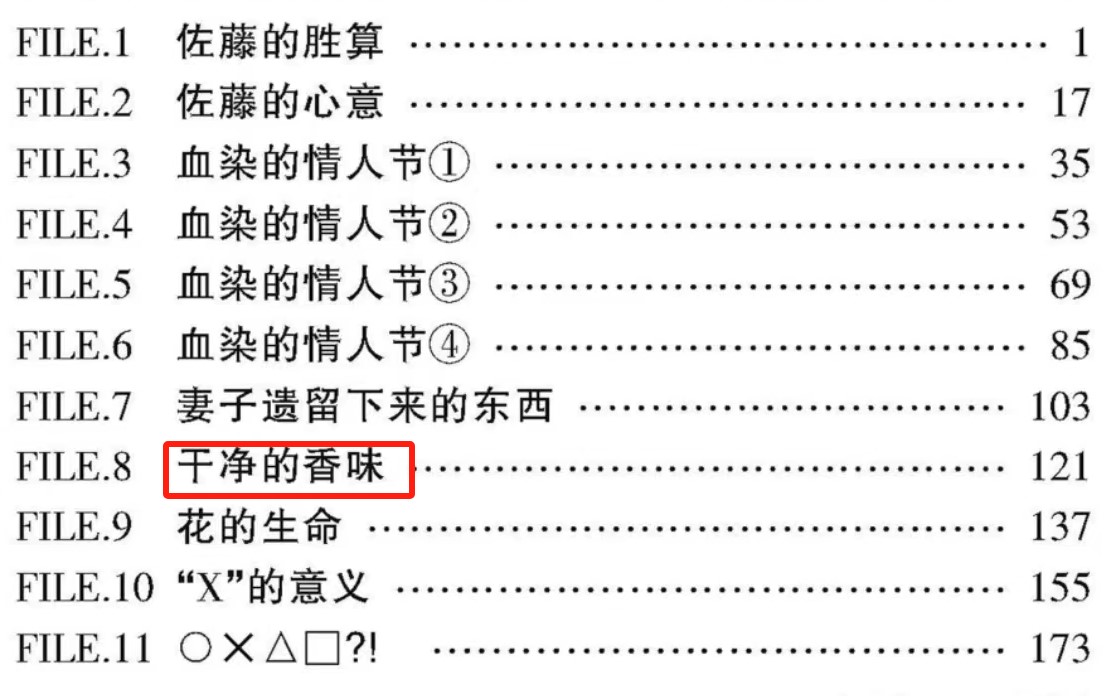 FILE.1 佐藤的胜算 ………………………………………… 1
FILE.2 佐藤的心意 ……………………………………… 17
FILE.3 血染的情人节① ………………………………… 35
FILE.4 血染的情人节② ………………………………… 53
FILE.5 血染的情人节③ ………………………………… 69
FILE.6 血染的情人节④ ………………………………… 85
FILE.7 妻子遗留下来的东西 ………………………… 103
FILE.8 干净的香味 …………………………………… 121
FILE.9 花的生命 ……………………………………… 137
FILE.10 “X”的意义 …………………………………… 155
FILE.11 ○×△□?! …………………………………… 173